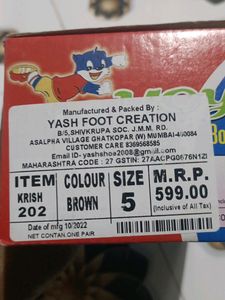 Manufactured & Packed By :
YASH FOOT CREATION
B/5, SHIVKRUPA SOC. J.M.M. RD.
ASALPHA VILLAGE GHATKOPAR (W) MUMBAI-400084
CUSTOMER CARE 8369568585
Email ID- yashshoe2008@gmail.com
MAHARASHTRA CODE : 27 GSTIN:
ITEM COLOUR SIZE M.R.P.
KRISH 202 BROWN 5 599.00
(Inclusive of All Tax)
Date of mfg 10/2022
NET CONTAN. ONE PAIR